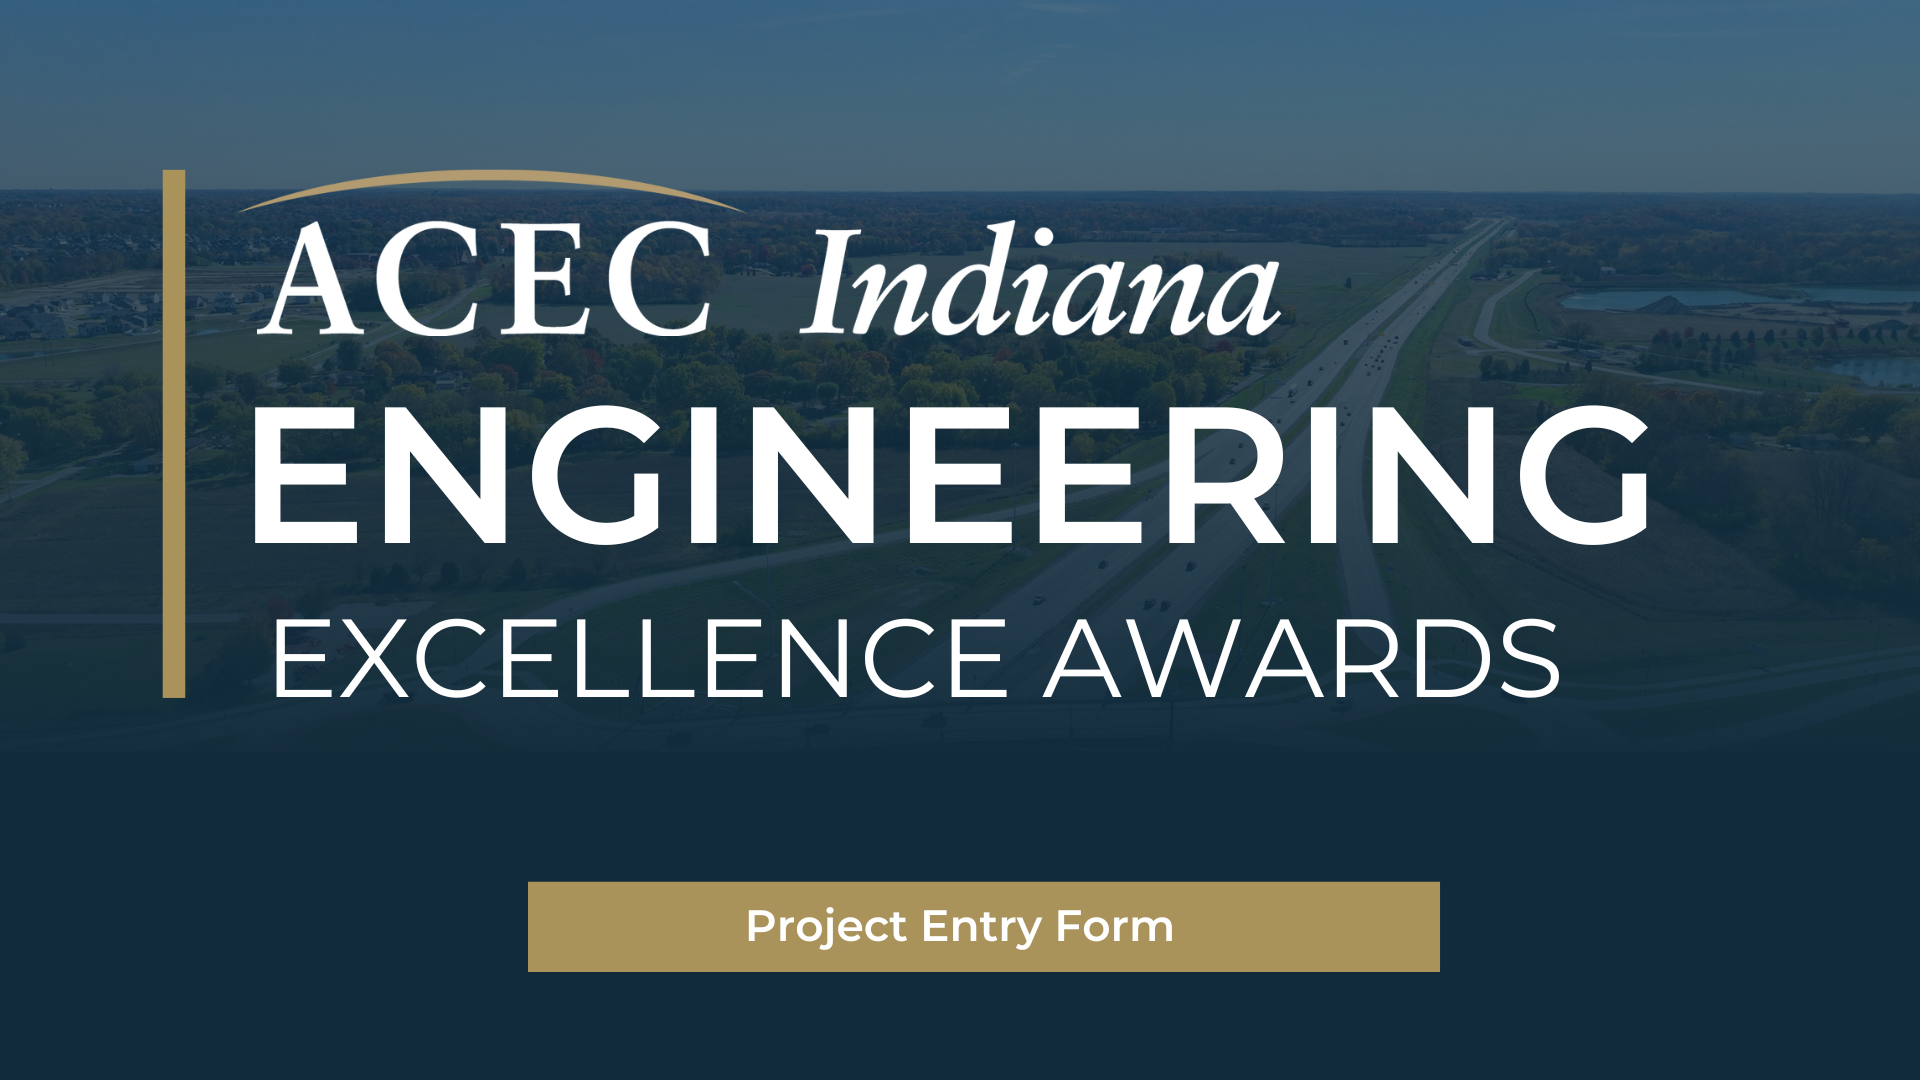 ACEC Indiana
ENGINEERING
EXCELLENCE AWARDS
Project Entry Form